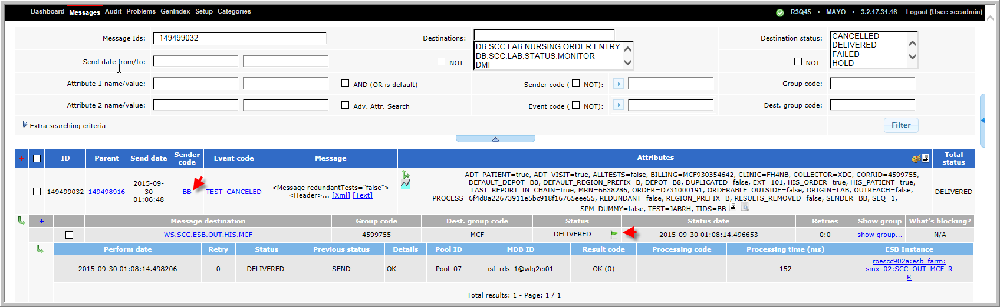 Dashboard Messages Audit Problems GenIndex Setup Categories R3Q45 • MAYO • 3.2.17.31.16 Logout (User: sccadmin)
Message Ids: 149499032 Destinations: Destination status:
DB.SCC.LAB.NURSING.ORDER.ENTRY
DB.SCC.LAB.STATUS.MONITOR
DMI
CANCELLED
DELIVERED
FAILED
HOLD
Send date from/to: NOT NOT
Attribute 1 name/value: AND (OR is default) Sender code ( NOT): Group code:
Attribute 2 name/value: Adv. Attr. Search Event code ( NOT): Dest. group code:
Extra searching criteria Filter
+ ID Parent Send date Sender code Event code Message Attributes Total status
- 149499032 149498916 2015-09-30 01:06:48 BB TEST_CANCELED
<Message redundantTests="false">
<Header>... [Xml] [Text]
ADT_PATIENT=true, ADT_VISIT=true, ALLTESTS=false, BILLING=MCF930354642, CLINIC=FH4NB, COLLECTOR=XDC, CORRID=4599755,
DEFAULT_DEPOT=B8, DEFAULT_REGION_PREFIX=B, DEPOT=B8, DUPLICATED=false, EXT=101, HIS_ORDER=true, HIS_PATIENT=true,
LAST_REPORT_IN_CHAIN=true, MRN=6638286, ORDER=D731000191, ORDERABLE_OUTSIDE=false, ORIGIN=LAB, OUTREACH=false,
PROCESS=6f4d8a22673911e5bc918f16765eee55, REDUNDANT=false, REGION_PREFIX=B, RESULTS_REMOVED=false, SENDER=BB, SEQ=1,
SPM_DUMMY=false, TEST=JABRH, TIDS=BB
DELIVERED
+ Message destination Group code Dest. group code Status Status date Retries Show group What's blocking?
- WS.SCC.ESB.OUT.HIS.MCF 4599755 MCF DELIVERED 2015-09-30 01:08:14.496653 0:0 show group... N/A
Perform date Retry Status Previous status Details Pool ID MDB ID Result code Processing code Processing time (ms) ESB Instance
2015-09-30 01:08:14.498206 0 DELIVERED SEND OK Pool_07 isf_rds_1@wlq2ei01 OK (0) 152
roescc902a:esb_farm:
smx_02:SCC_OUT_MCF_R
R
Total results: 1 - Page: 1 / 1